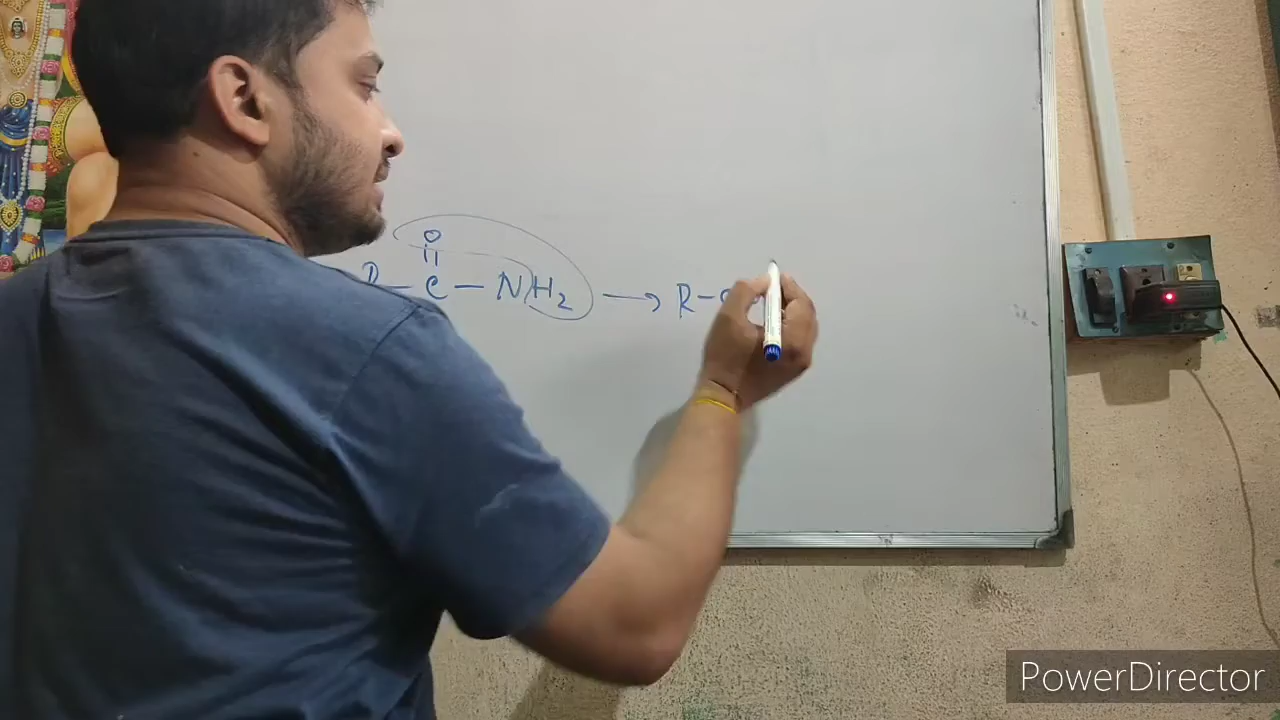 O
||
R - C - NH2 → R - C
PowerDirector